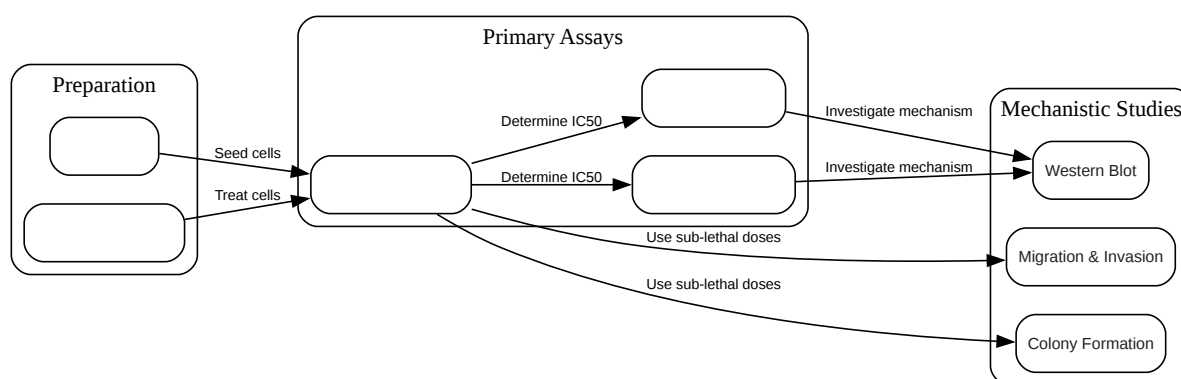 Primary Assays
Preparation
Mechanistic Studies
Determine IC50
Investigate mechanism
Seed cells
Determine IC50
Investigate mechanism
Western Blot
Treat cells
Use sub-lethal doses
Migration & Invasion
Use sub-lethal doses
Colony Formation